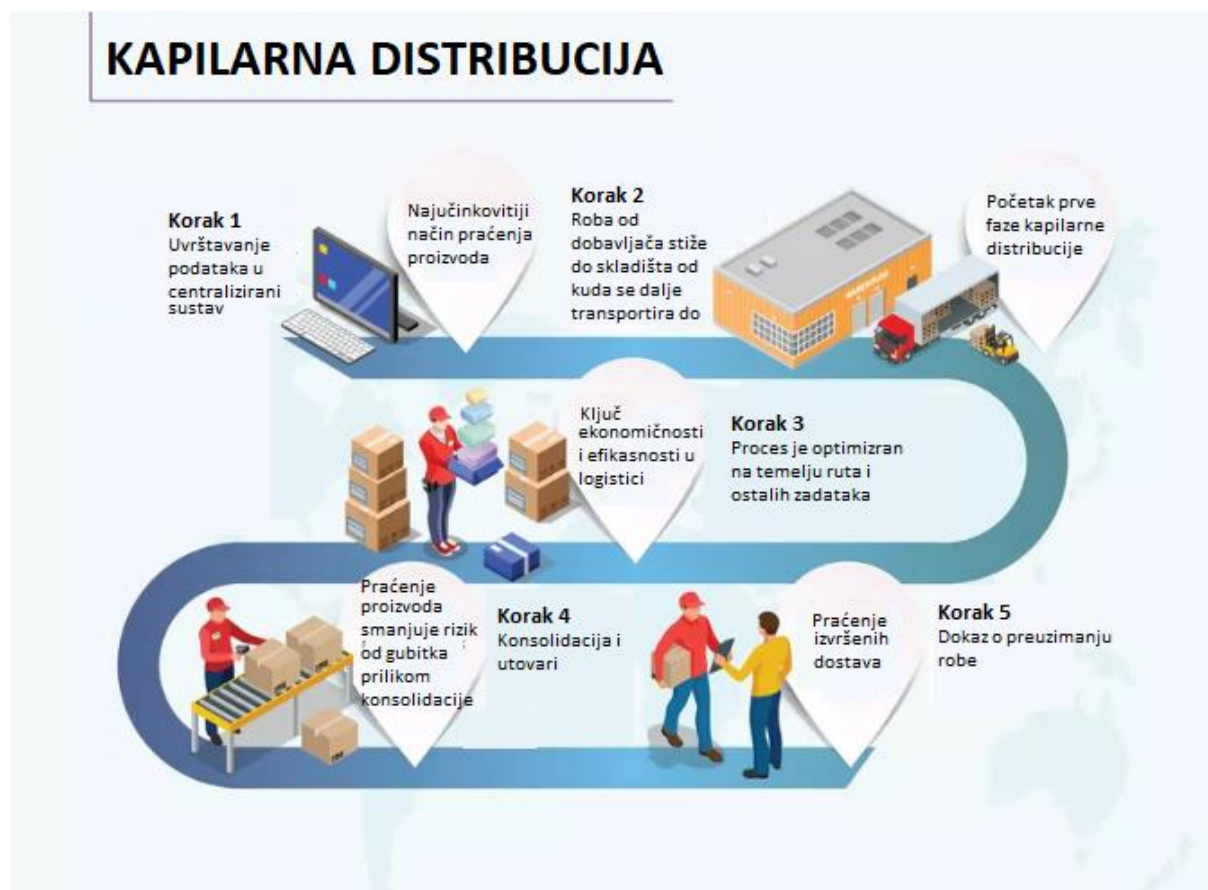 KAPILARNA DISTRIBUCIJA
Korak 1
Uvrštavanje
podataka u
centralizirani
sustav
Najučinkovitiji
način praćenja
proizvoda
Korak 2
Roba od
dobavljača stiže
do skladišta od
kuda se dalje
transportira do
WAREHOUSE
Početak prve
faze kapilarne
distribucije
Ključ
ekonomičnosti
i efikasnosti u
logistici
Korak 3
Proces je optimizran
na temelju ruta i
ostalih zadataka
Praćenje
proizvoda
smanjuje rizik
od gubitka
prilikom
konsolidacije
Korak 4
Konsolidacija i
utovari
Praćenje
izvršenih
dostava
Korak 5
Dokaz o preuzimanju
robe